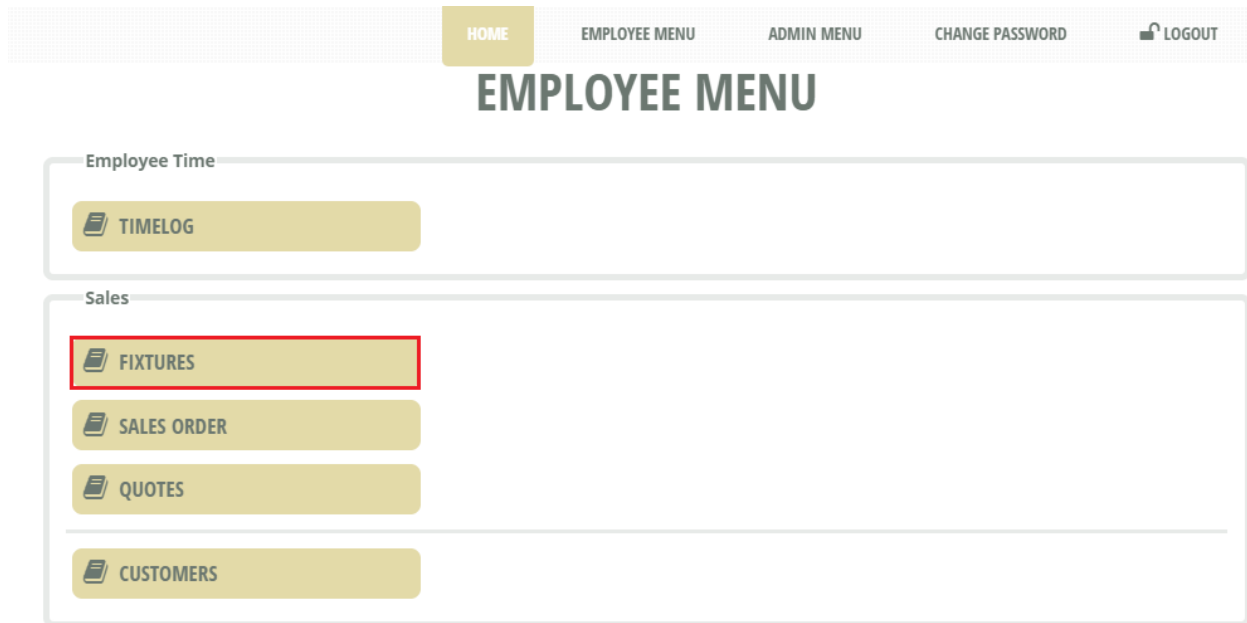 HOME EMPLOYEE MENU ADMIN MENU CHANGE PASSWORD LOGOUT
EMPLOYEE MENU
Employee Time
TIMELOG
Sales
FIXTURES
SALES ORDER
QUOTES
CUSTOMERS